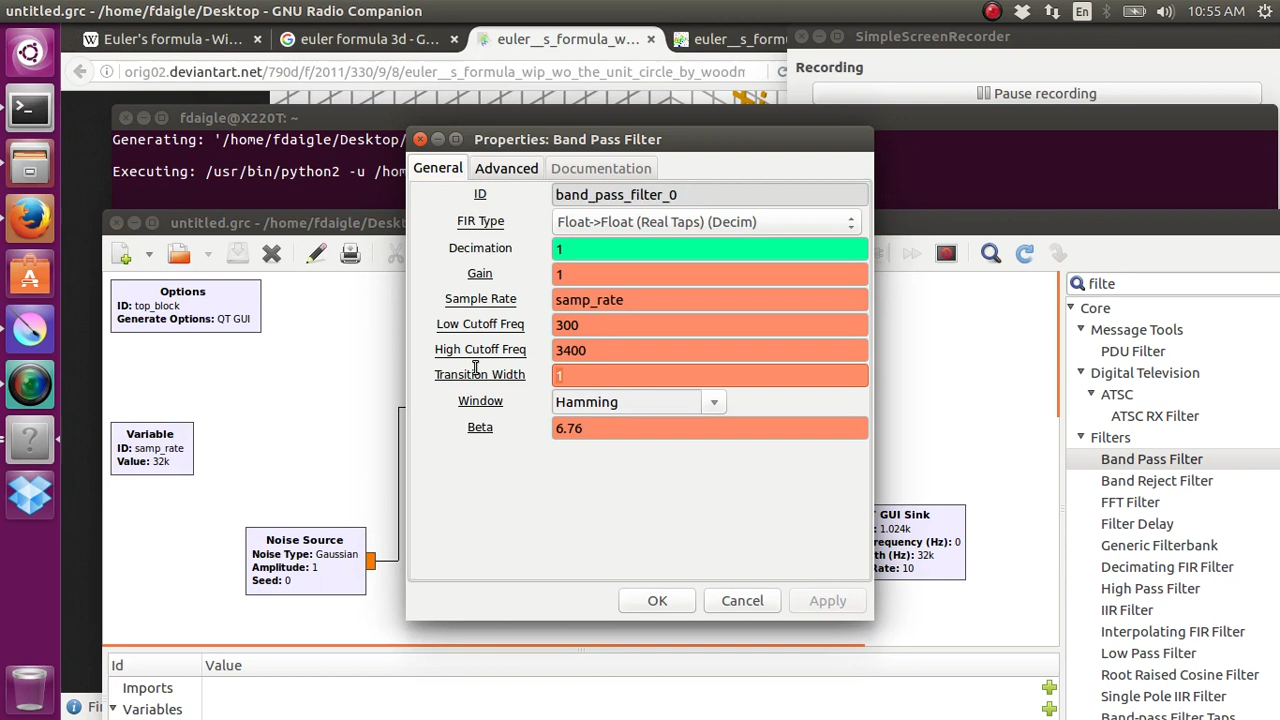 untitled.grc - /home/fdaigle/Desktop - GNU Radio Companion
En
10:55 AM
Euler's formula - Wi...
euler formula 3d - G...
euler__s_formula_w...
euler__s_form
SimpleScreenRecorder
orig02.deviantart.net/790d/f/2011/330/9/8/euler__s_formula_wip_wo_the_unit_circle_by_woodm
Recording
Pause recording
fdaigle@X220T: ~
Generating: '/home/fdaigle/Desktop/
Executing: /usr/bin/python2 -u /hom
Properties: Band Pass Filter
General
Advanced
Documentation
ID
band_pass_filter_0
FIR Type
Float->Float (Real Taps) (Decim)
Decimation
1
Gain
1
Sample Rate
samp_rate
Low Cutoff Freq
300
High Cutoff Freq
3400
Transition Width
1
Window
Hamming
Beta
6.76
OK
Cancel
Apply
untitled.grc - /home/fdaigle/Deskt
Options
ID: top_block
Generate Options: QT GUI
Variable
ID: samp_rate
Value: 32k
Noise Source
Noise Type: Gaussian
Amplitude: 1
Seed: 0
GUI Sink
: 1.024k
requency (Hz): 0
th (Hz): 32k
Rate: 10
filte
Core
Message Tools
PDU Filter
Digital Television
ATSC
ATSC RX Filter
Filters
Band Pass Filter
Band Reject Filter
FFT Filter
Filter Delay
Generic Filterbank
Decimating FIR Filter
High Pass Filter
IIR Filter
Interpolating FIR Filter
Low Pass Filter
Root Raised Cosine Filter
Single Pole IIR Filter
Band-pass Filter Taps
Id
Value
Imports
Variables
Fi